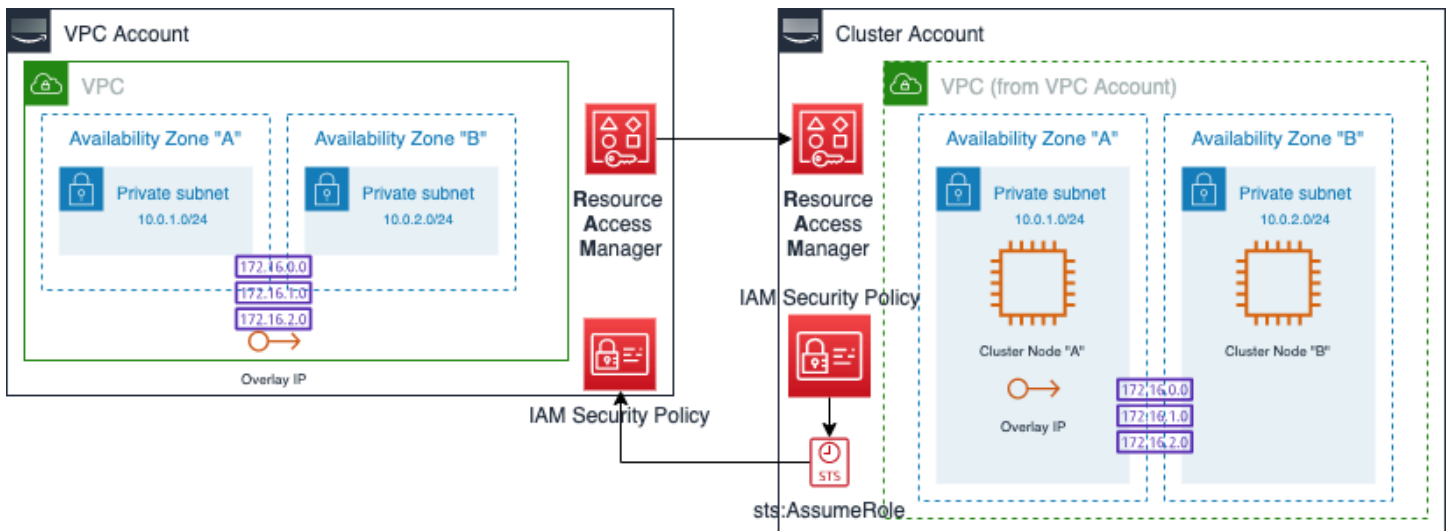 VPC Account
VPC
Availability Zone "A"
Private subnet
10.0.1.0/24
Availability Zone "B"
Private subnet
10.0.2.0/24
172.16.0.0
172.16.1.0
172.16.2.0
Overlay IP
Resource
Access
Manager
IAM Security Policy
Cluster Account
Resource
Access
Manager
IAM Security Policy
STS
sts:AssumeRole
VPC (from VPC Account)
Availability Zone "A"
Private subnet
10.0.1.0/24
Cluster Node "A"
Overlay IP
Availability Zone "B"
Private subnet
10.0.2.0/24
Cluster Node "B"
172.16.0.0
172.16.1.0
172.16.2.0